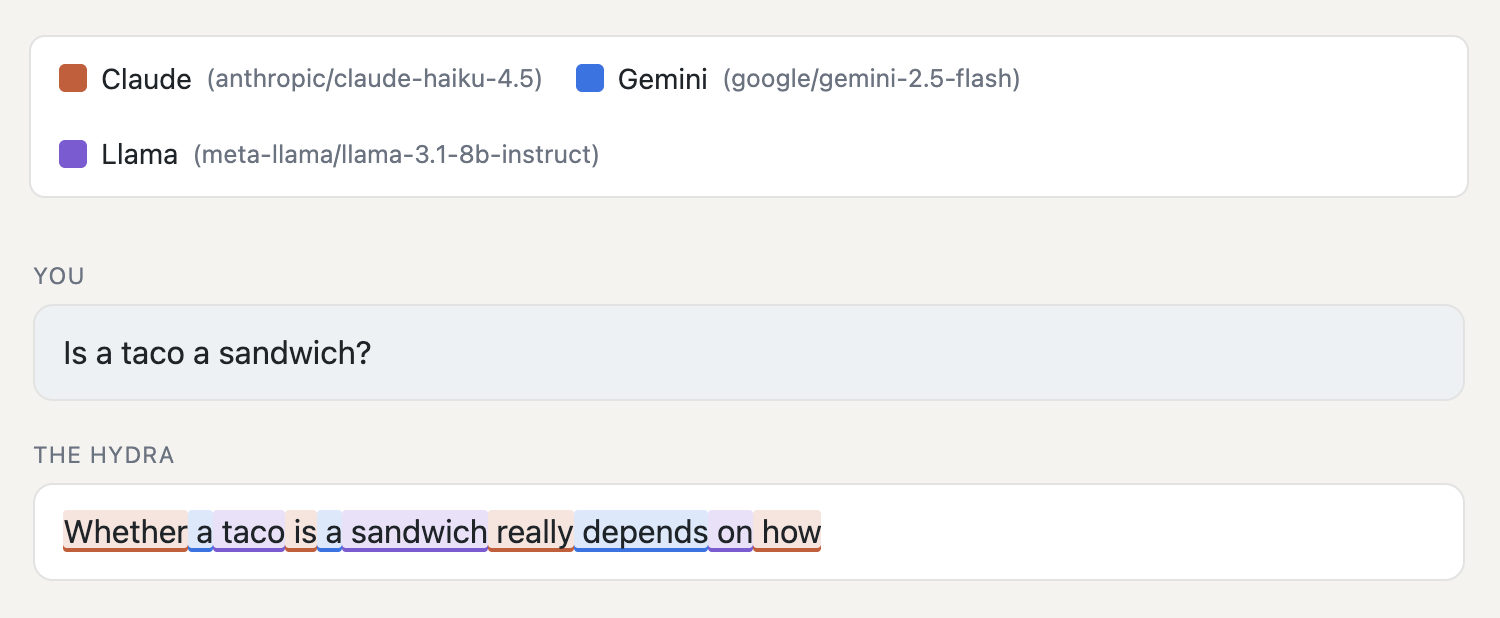 Claude (anthropic/claude-haiku-4.5) Gemini (google/gemini-2.5-flash)
Llama (meta-llama/llama-3.1-8b-instruct)
YOU
Is a taco a sandwich?
THE HYDRA
Whether a taco is a sandwich really depends on how